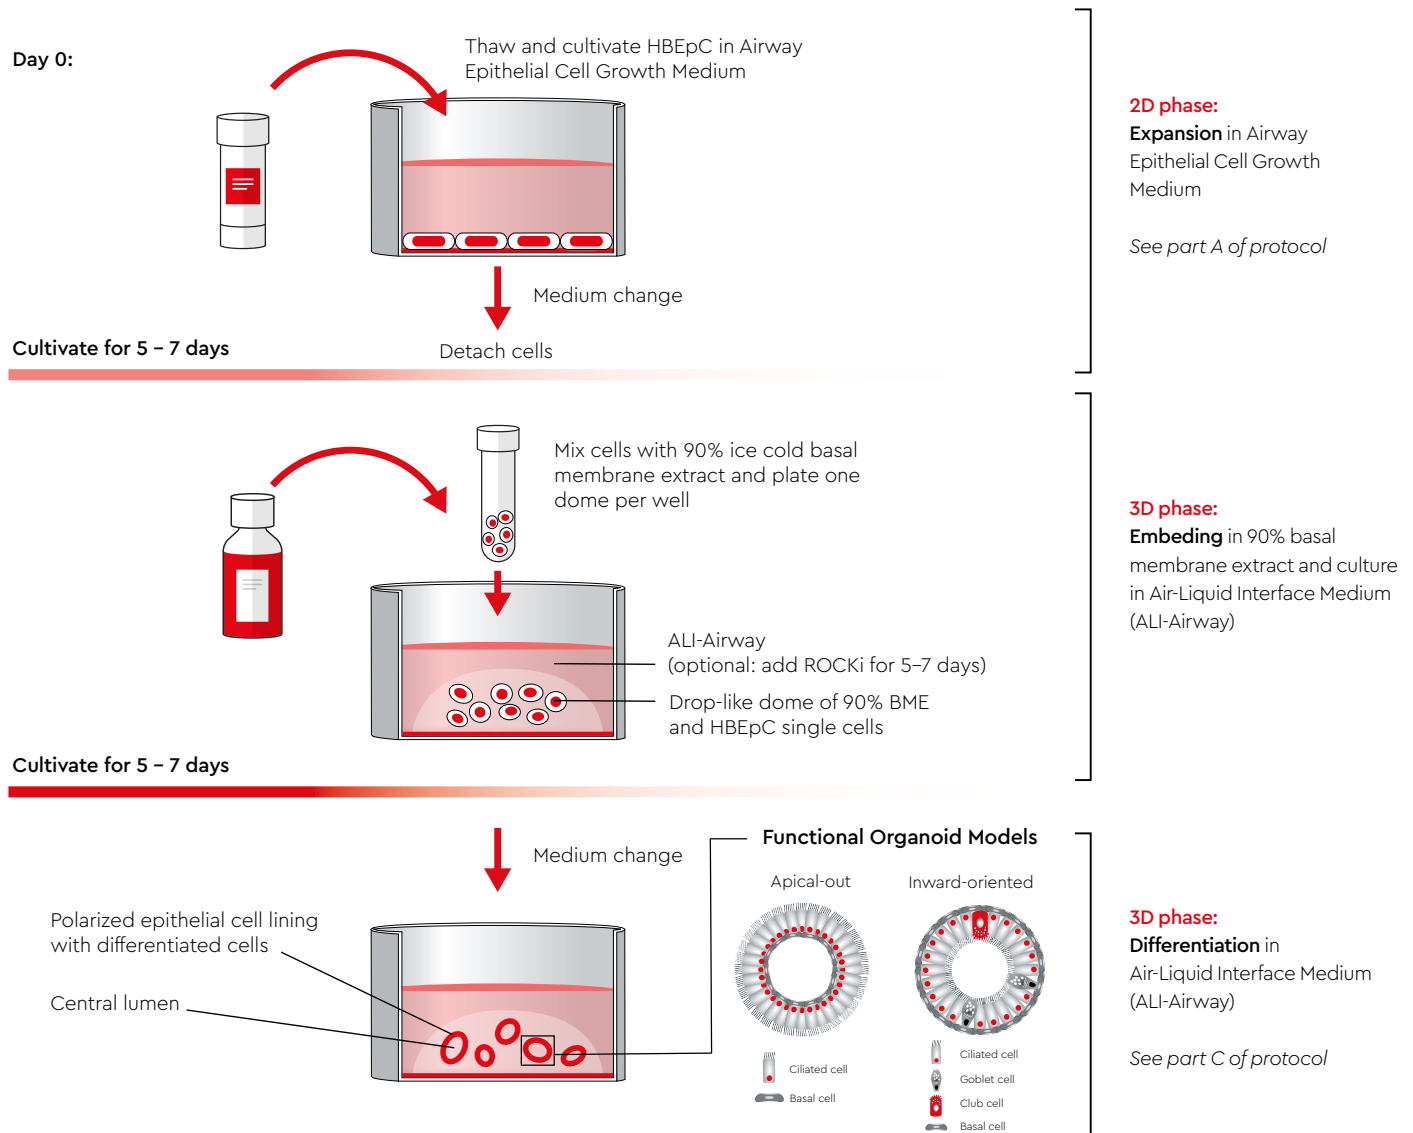 Day 0:
Thaw and cultivate HBEpC in Airway
Epithelial Cell Growth Medium
2D phase:
Expansion in Airway
Epithelial Cell Growth
Medium
See part A of protocol
Medium change
Cultivate for 5 – 7 days
Detach cells
Mix cells with 90% ice cold basal
membrane extract and plate one
dome per well
3D phase:
Embeding in 90% basal
membrane extract and culture
in Air-Liquid Interface Medium
(ALI-Airway)
ALI-Airway
(optional: add ROCKi for 5–7 days)
Drop-like dome of 90% BME
and HBEpC single cells
Cultivate for 5 – 7 days
Medium change
Functional Organoid Models
Apical-out
Inward-oriented
Polarized epithelial cell lining
with differentiated cells
Central lumen
Ciliated cell
Basal cell
Ciliated cell
Goblet cell
Club cell
Basal cell
3D phase:
Differentiation in
Air-Liquid Interface Medium
(ALI-Airway)
See part C of protocol